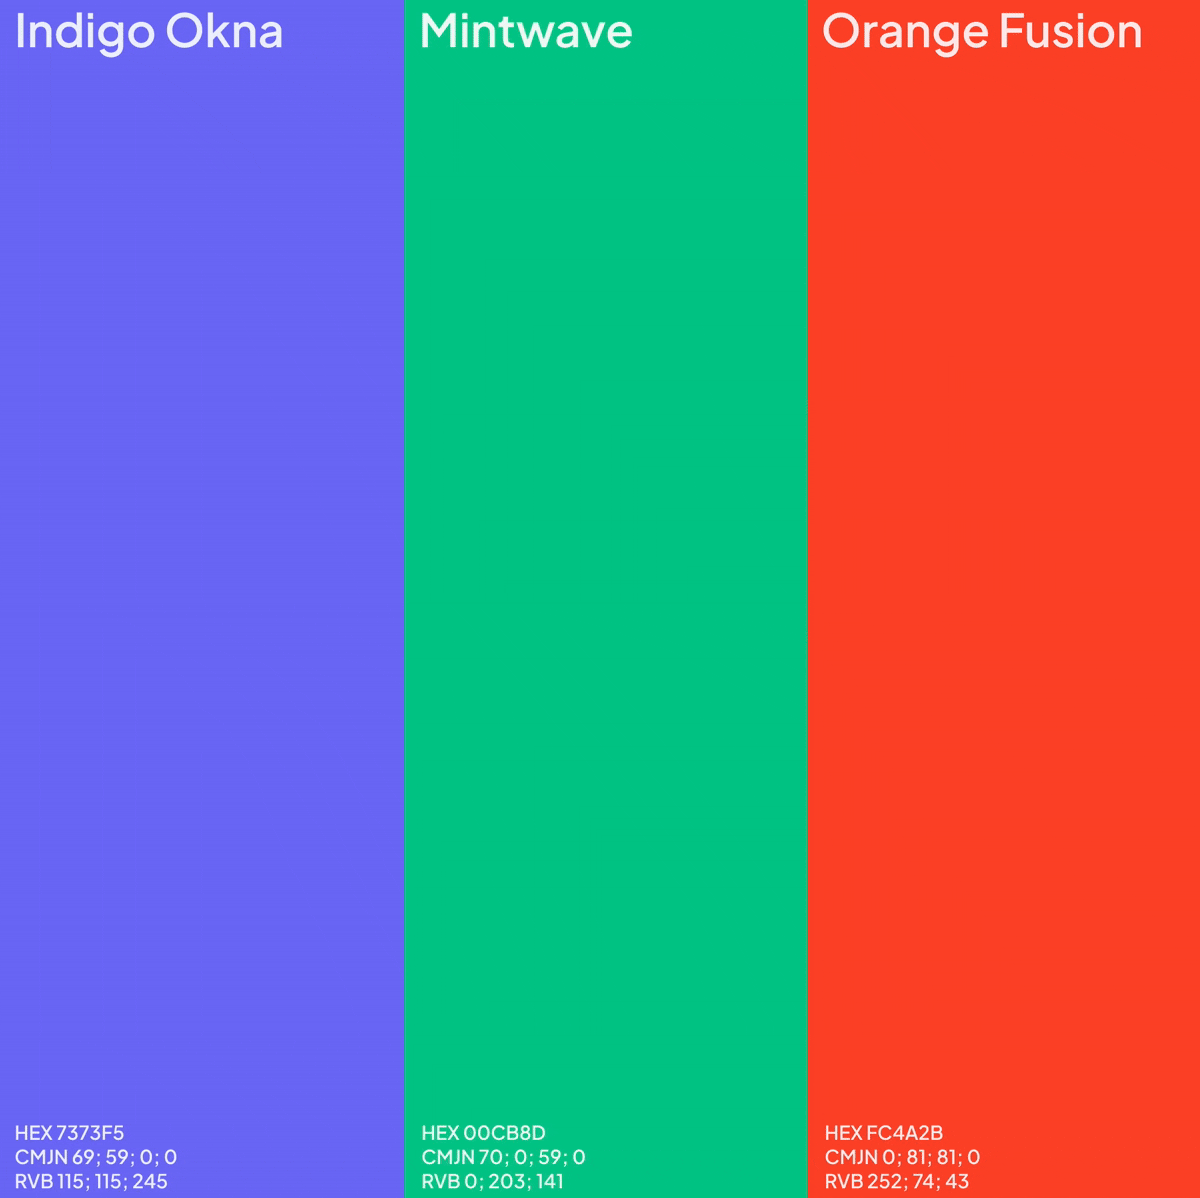 Indigo Okna
Mintwave
Orange Fusion
HEX 7373F5
CMJN 69; 59; 0; 0
RVB 115; 115; 245
HEX 00CB8D
CMJN 70; 0; 59; 0
RVB 0; 203; 141
HEX FC4A2B
CMJN 0; 81; 81; 0
RVB 252; 74; 43